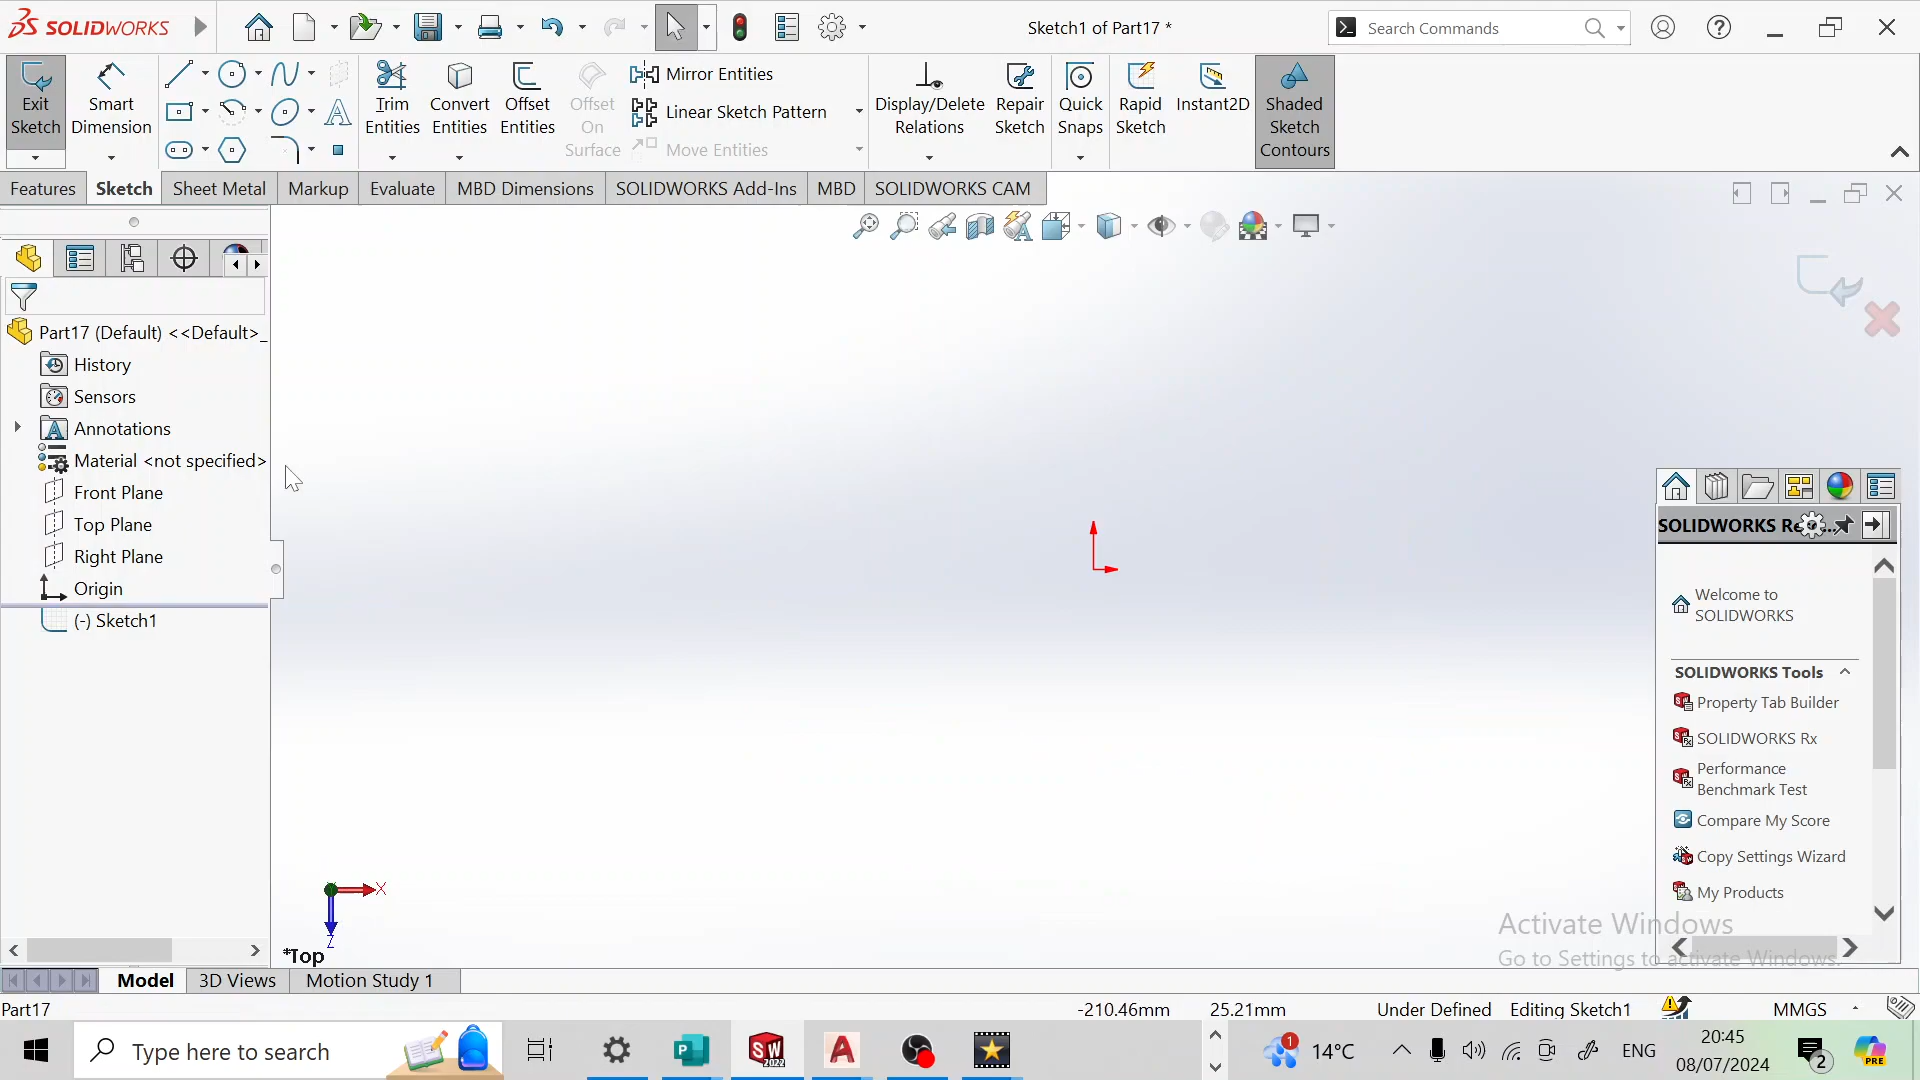 SOLIDWORKS
Sketch1 of Part17 *
Search Commands
Exit Sketch
Smart Dimension
Trim Entities
Convert Entities
Offset Entities
Offset On Surface
Mirror Entities
Linear Sketch Pattern
Move Entities
Display/Delete Relations
Repair Sketch
Quick Snaps
Rapid Sketch
Instant2D
Shaded Sketch Contours
Features
Sketch
Sheet Metal
Markup
Evaluate
MBD Dimensions
SOLIDWORKS Add-Ins
MBD
SOLIDWORKS CAM
Part17 (Default) <<Default>_
History
Sensors
Annotations
Material <not specified>
Front Plane
Top Plane
Right Plane
Origin
(-) Sketch1
SOLIDWORKS Re...
Welcome to
SOLIDWORKS
SOLIDWORKS Tools
Property Tab Builder
SOLIDWORKS Rx
Performance
Benchmark Test
Compare My Score
Copy Settings Wizard
My Products
X
Z
*Top
Activate Windows
Go to Settings to activate Windows.
Model
3D Views
Motion Study 1
Part17
-210.46mm
25.21mm
Under Defined
Editing Sketch1
MMGS
Type here to search
SW
2022
1
14°C
ENG
20:45
08/07/2024
2
PRE